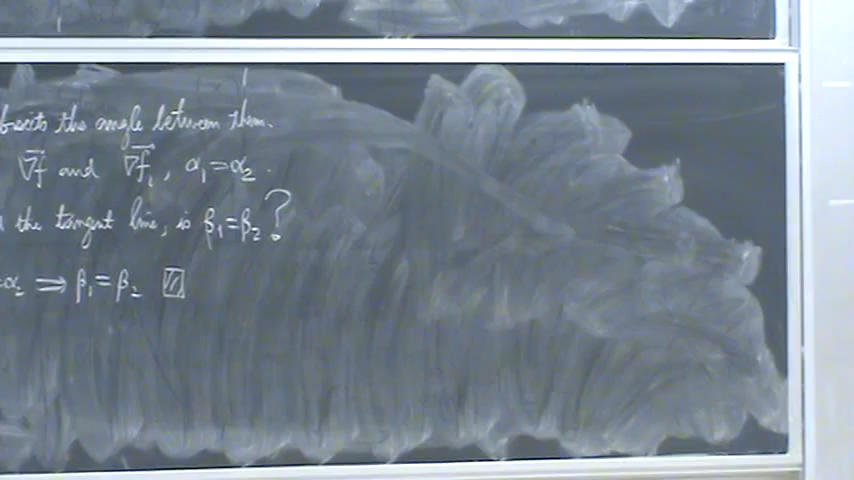 bisects the angle between them.
∇f and ∇f₁, α₁=α₂.
the tangent line, is β₁=β₂?
=α₂ ⇒ β₁=β₂